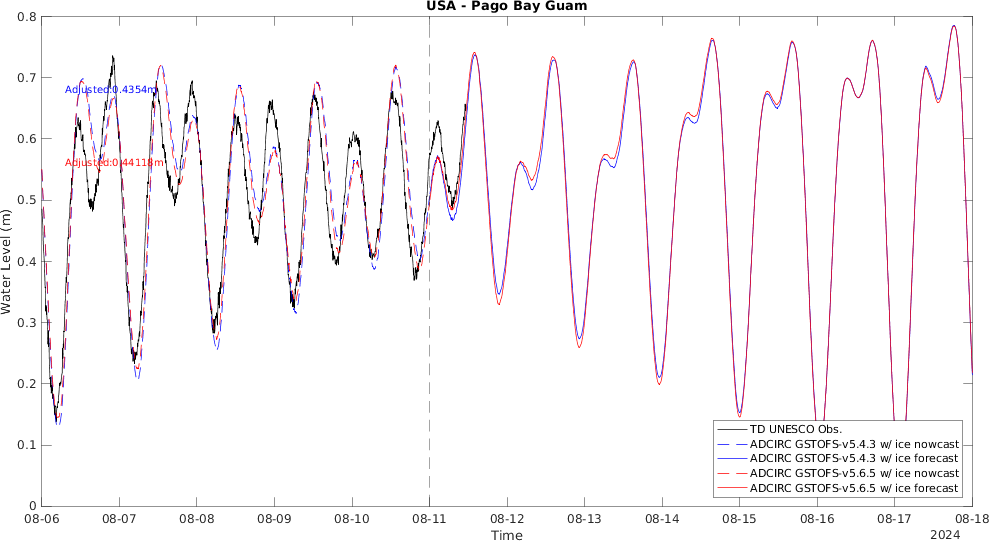 USA - Pago Bay Guam
0.8
0.7
0.6
0.5
0.4
0.3
0.2
0.1
0
Water Level (m)
Adjusted:0.4354m
Adjusted:0.44118m
TD UNESCO Obs.
ADCIRC GSTOFS-v5.4.3 w/ ice nowcast
ADCIRC GSTOFS-v5.4.3 w/ ice forecast
ADCIRC GSTOFS-v5.6.5 w/ ice nowcast
ADCIRC GSTOFS-v5.6.5 w/ ice forecast
08-06 08-07 08-08 08-09 08-10 08-11 08-12 08-13 08-14 08-15 08-16 08-17 08-18
Time
2024